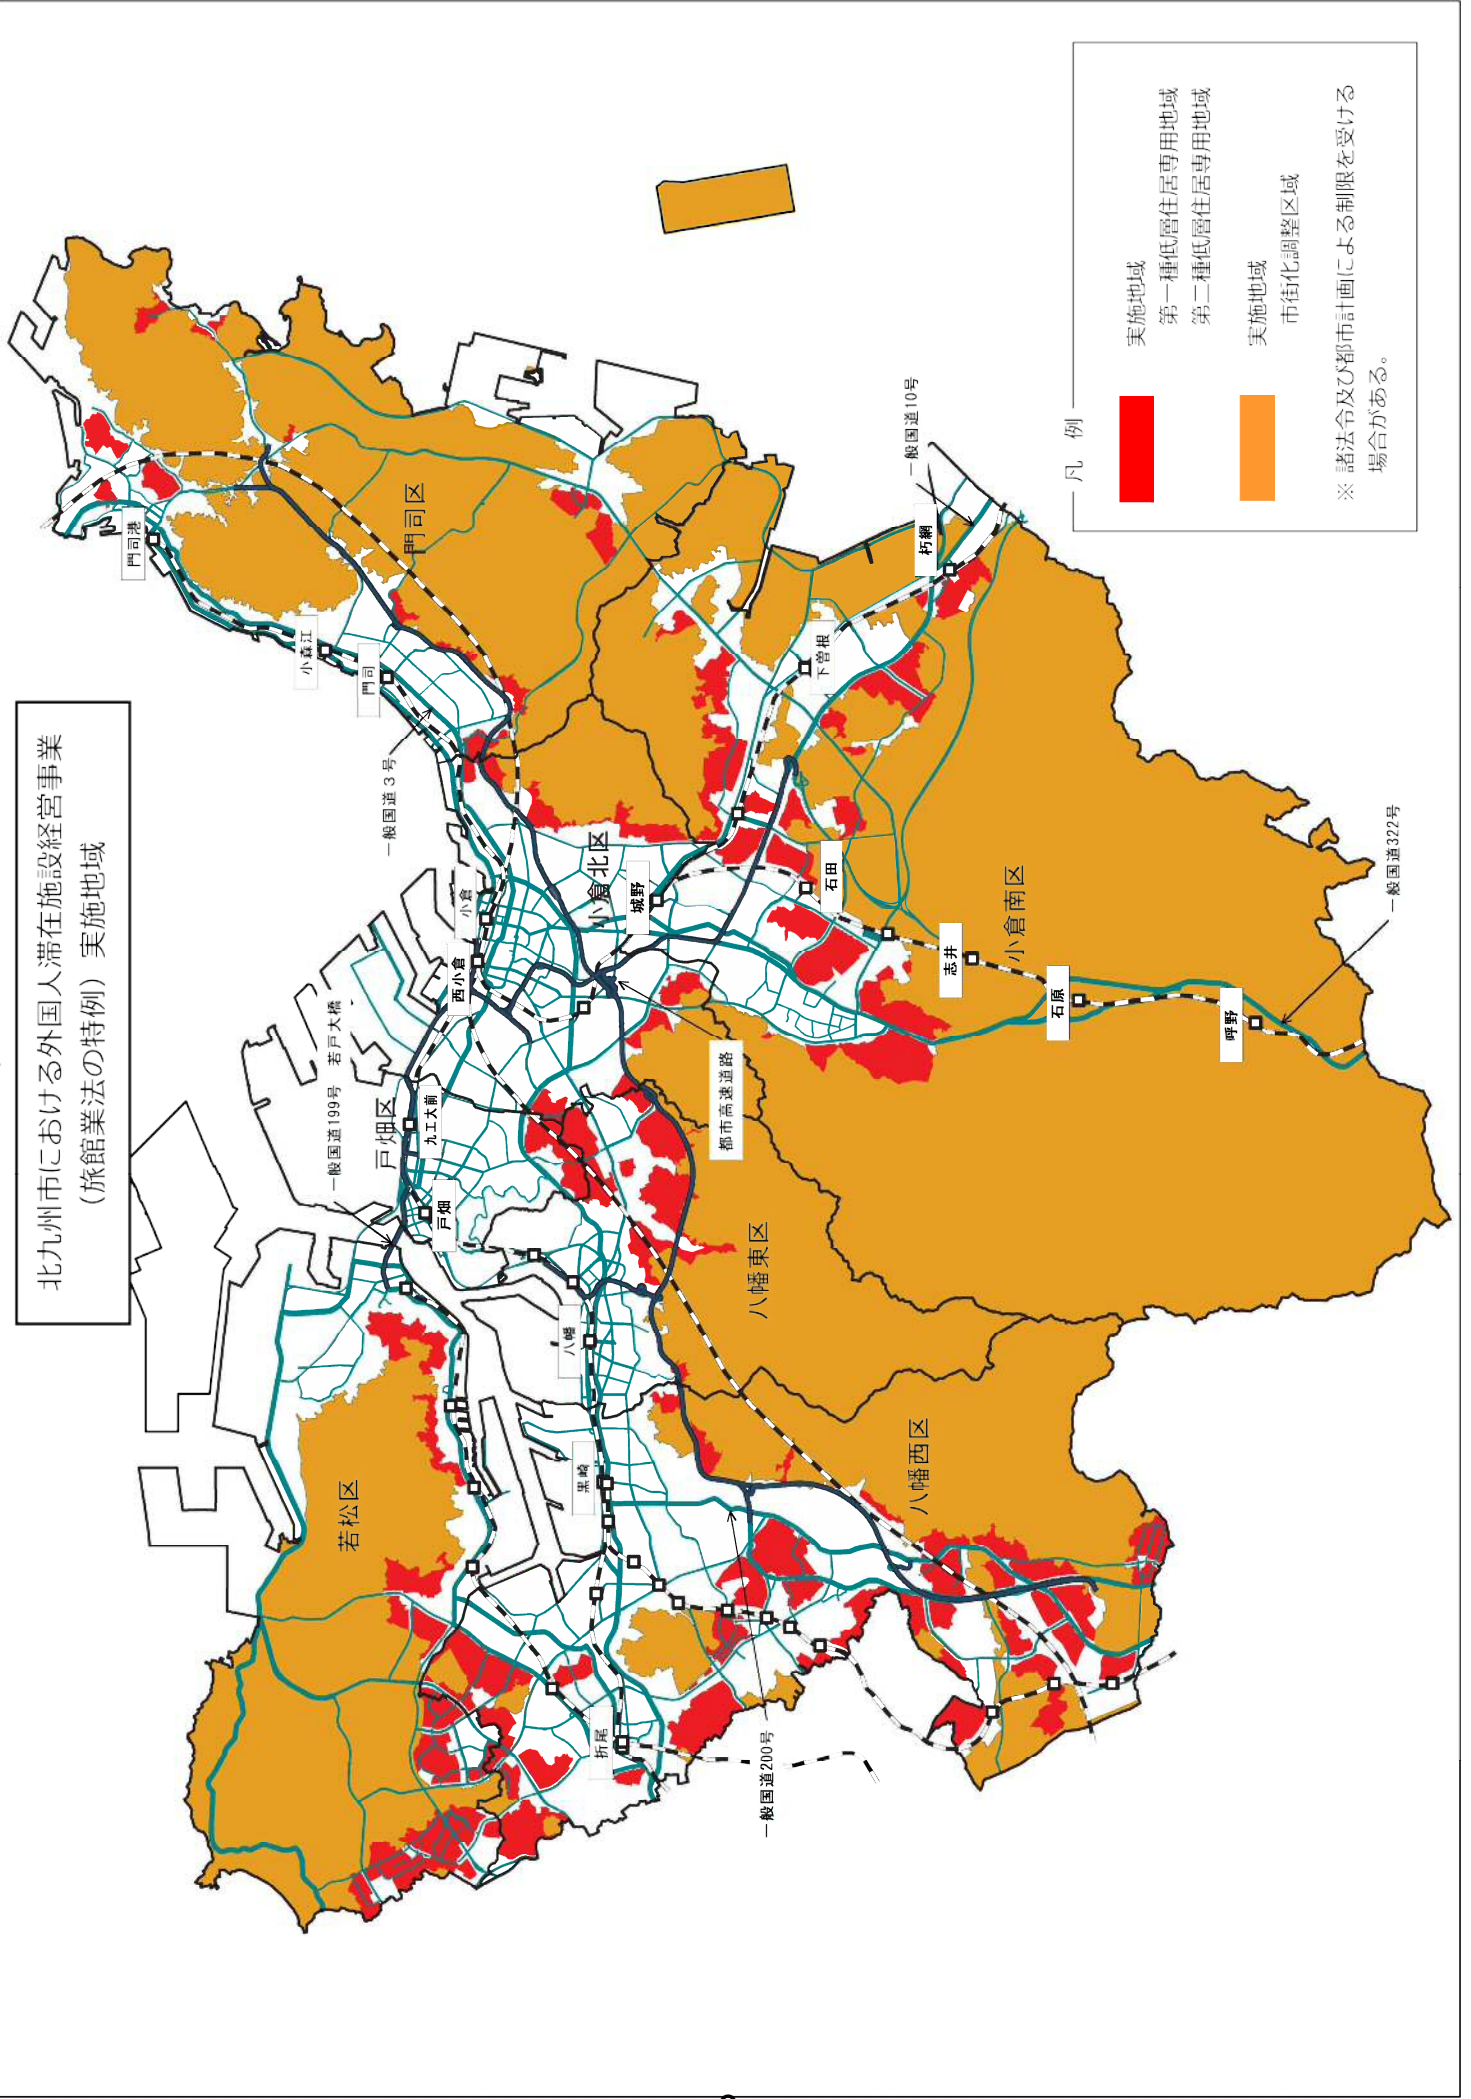 北九州市における外国人滞在施設経営事業
（旅館業法の特例）実施地域
門司港
小森江
門司
一般国道３号
門司区
小倉
西小倉
小倉北区
城野
若戸大橋
一般国道199号
戸畑区
九工大前
戸畑
都市高速道路
八幡
八幡東区
若松区
黒崎
八幡西区
折尾
一般国道200号
一般国道10号
朽網
下曽根
石田
小倉南区
志井
石原
呼野
一般国道322号
凡　例
実施地域
第一種低層住居専用地域
第二種低層住居専用地域
実施地域
市街化調整区域
※ 諸法令及び都市計画による制限を受ける
場合がある。